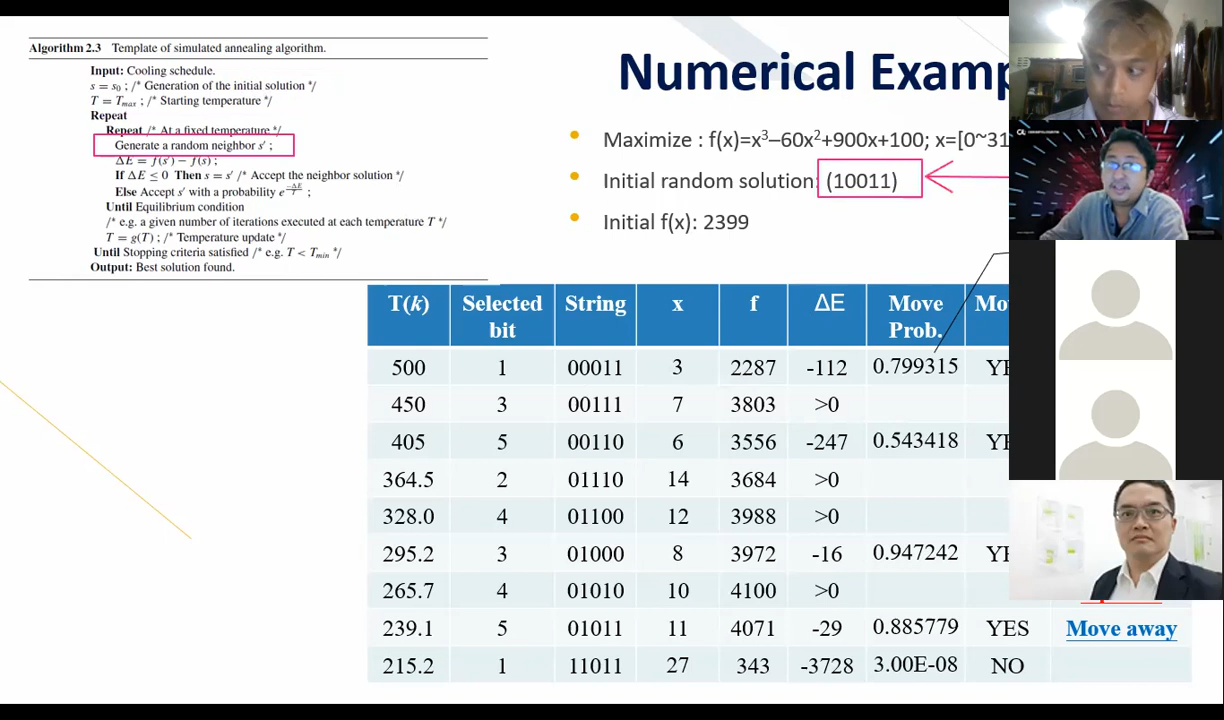 Algorithm 2.3 Template of simulated annealing algorithm.
Input: Cooling schedule.
s = s₀ ; /* Generation of the initial solution */
T = Tₘₐₓ ; /* Starting temperature */
Repeat
Repeat /* At a fixed temperature */
Generate a random neighbor s′ ;
ΔE = f(s′) − f(s) ;
If ΔE ≤ 0 Then s = s′ /* Accept the neighbor solution */
Else Accept s′ with a probability e^(−ΔE/T) ;
Until Equilibrium condition
/* e.g. a given number of iterations executed at each temperature T */
T = g(T) ; /* Temperature update */
Until Stopping criteria satisfied /* e.g. T < Tₘᵢₙ */
Output: Best solution found.
Numerical Examp
Maximize : f(x)=x³–60x²+900x+100; x=[0~31
Initial random solution: (10011)
Initial f(x): 2399
T(k) Selected bit String x f ΔE Move Prob. Mo
500 1 00011 3 2287 -112 0.799315 YE
450 3 00111 7 3803 >0
405 5 00110 6 3556 -247 0.543418 YE
364.5 2 01110 14 3684 >0
328.0 4 01100 12 3988 >0
295.2 3 01000 8 3972 -16 0.947242 YE
265.7 4 01010 10 4100 >0
239.1 5 01011 11 4071 -29 0.885779 YES Move away
215.2 1 11011 27 343 -3728 3.00E-08 NO